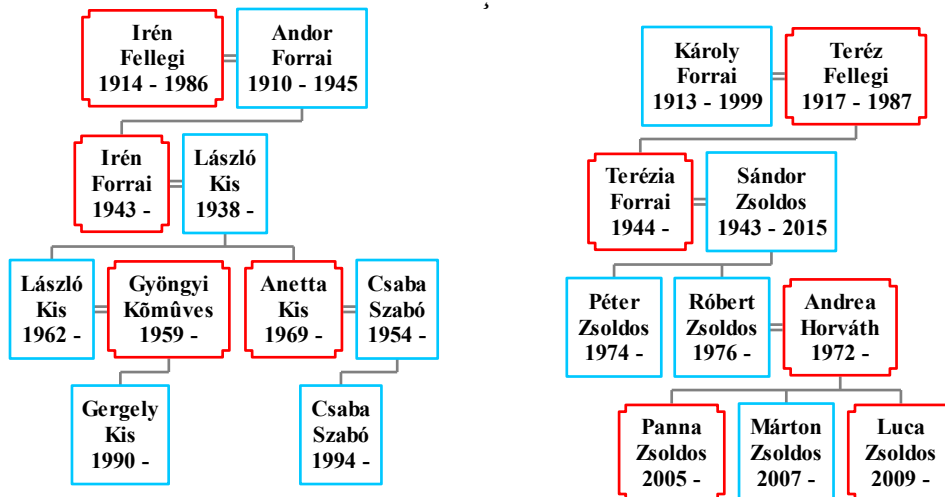 Irén
Fellegi
1914 - 1986
Andor
Forrai
1910 - 1945
Irén
Forrai
1943 -
László
Kis
1938 -
László
Kis
1962 -
Gyöngyi
Kõmûves
1959 -
Anetta
Kis
1969 -
Csaba
Szabó
1954 -
Gergely
Kis
1990 -
Csaba
Szabó
1994 -
Károly
Forrai
1913 - 1999
Teréz
Fellegi
1917 - 1987
Terézia
Forrai
1944 -
Sándor
Zsoldos
1943 - 2015
Péter
Zsoldos
1974 -
Róbert
Zsoldos
1976 -
Andrea
Horváth
1972 -
Panna
Zsoldos
2005 -
Márton
Zsoldos
2007 -
Luca
Zsoldos
2009 -